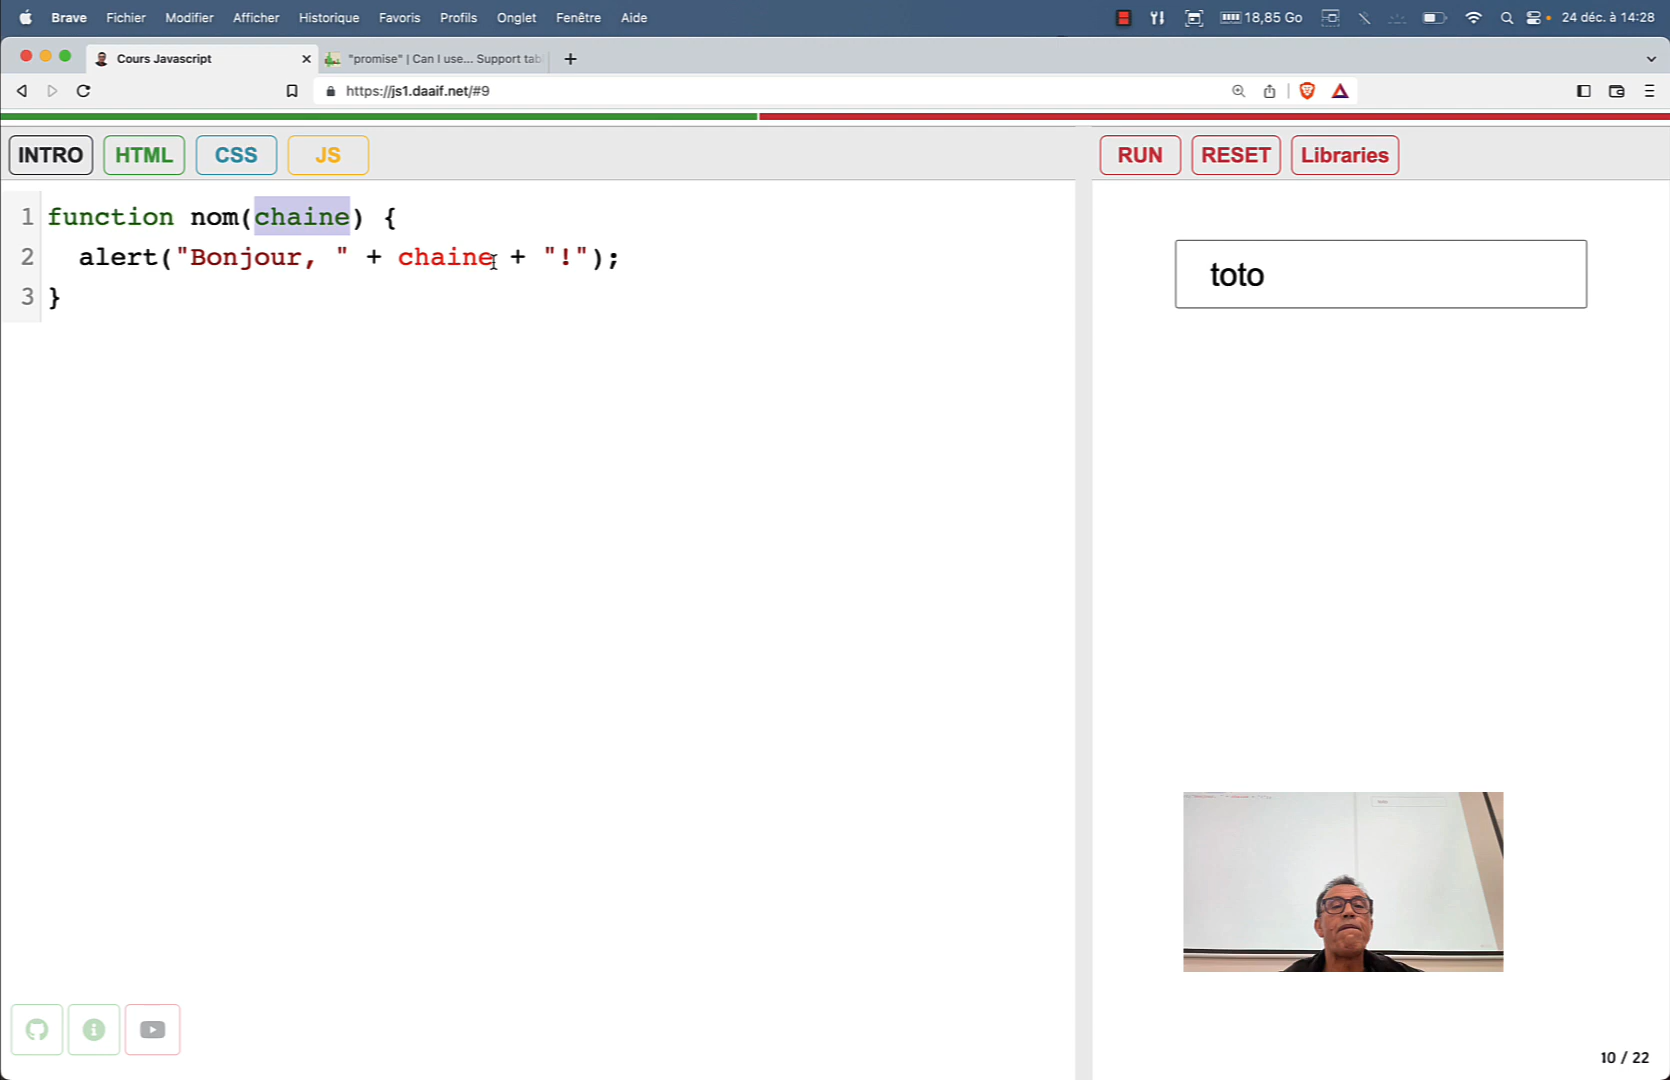 Brave Fichier Modifier Afficher Historique Favoris Profils Onglet Fenêtre Aide 18,85 Go 24 déc. à 14:28
Cours Javascript "promise" | Can I use... Support tab
https://js1.daaif.net/#9
INTRO HTML CSS JS RUN RESET Libraries
1 function nom(chaine) {
2 alert("Bonjour, " + chaine + "!");
3 }
toto
10 / 22